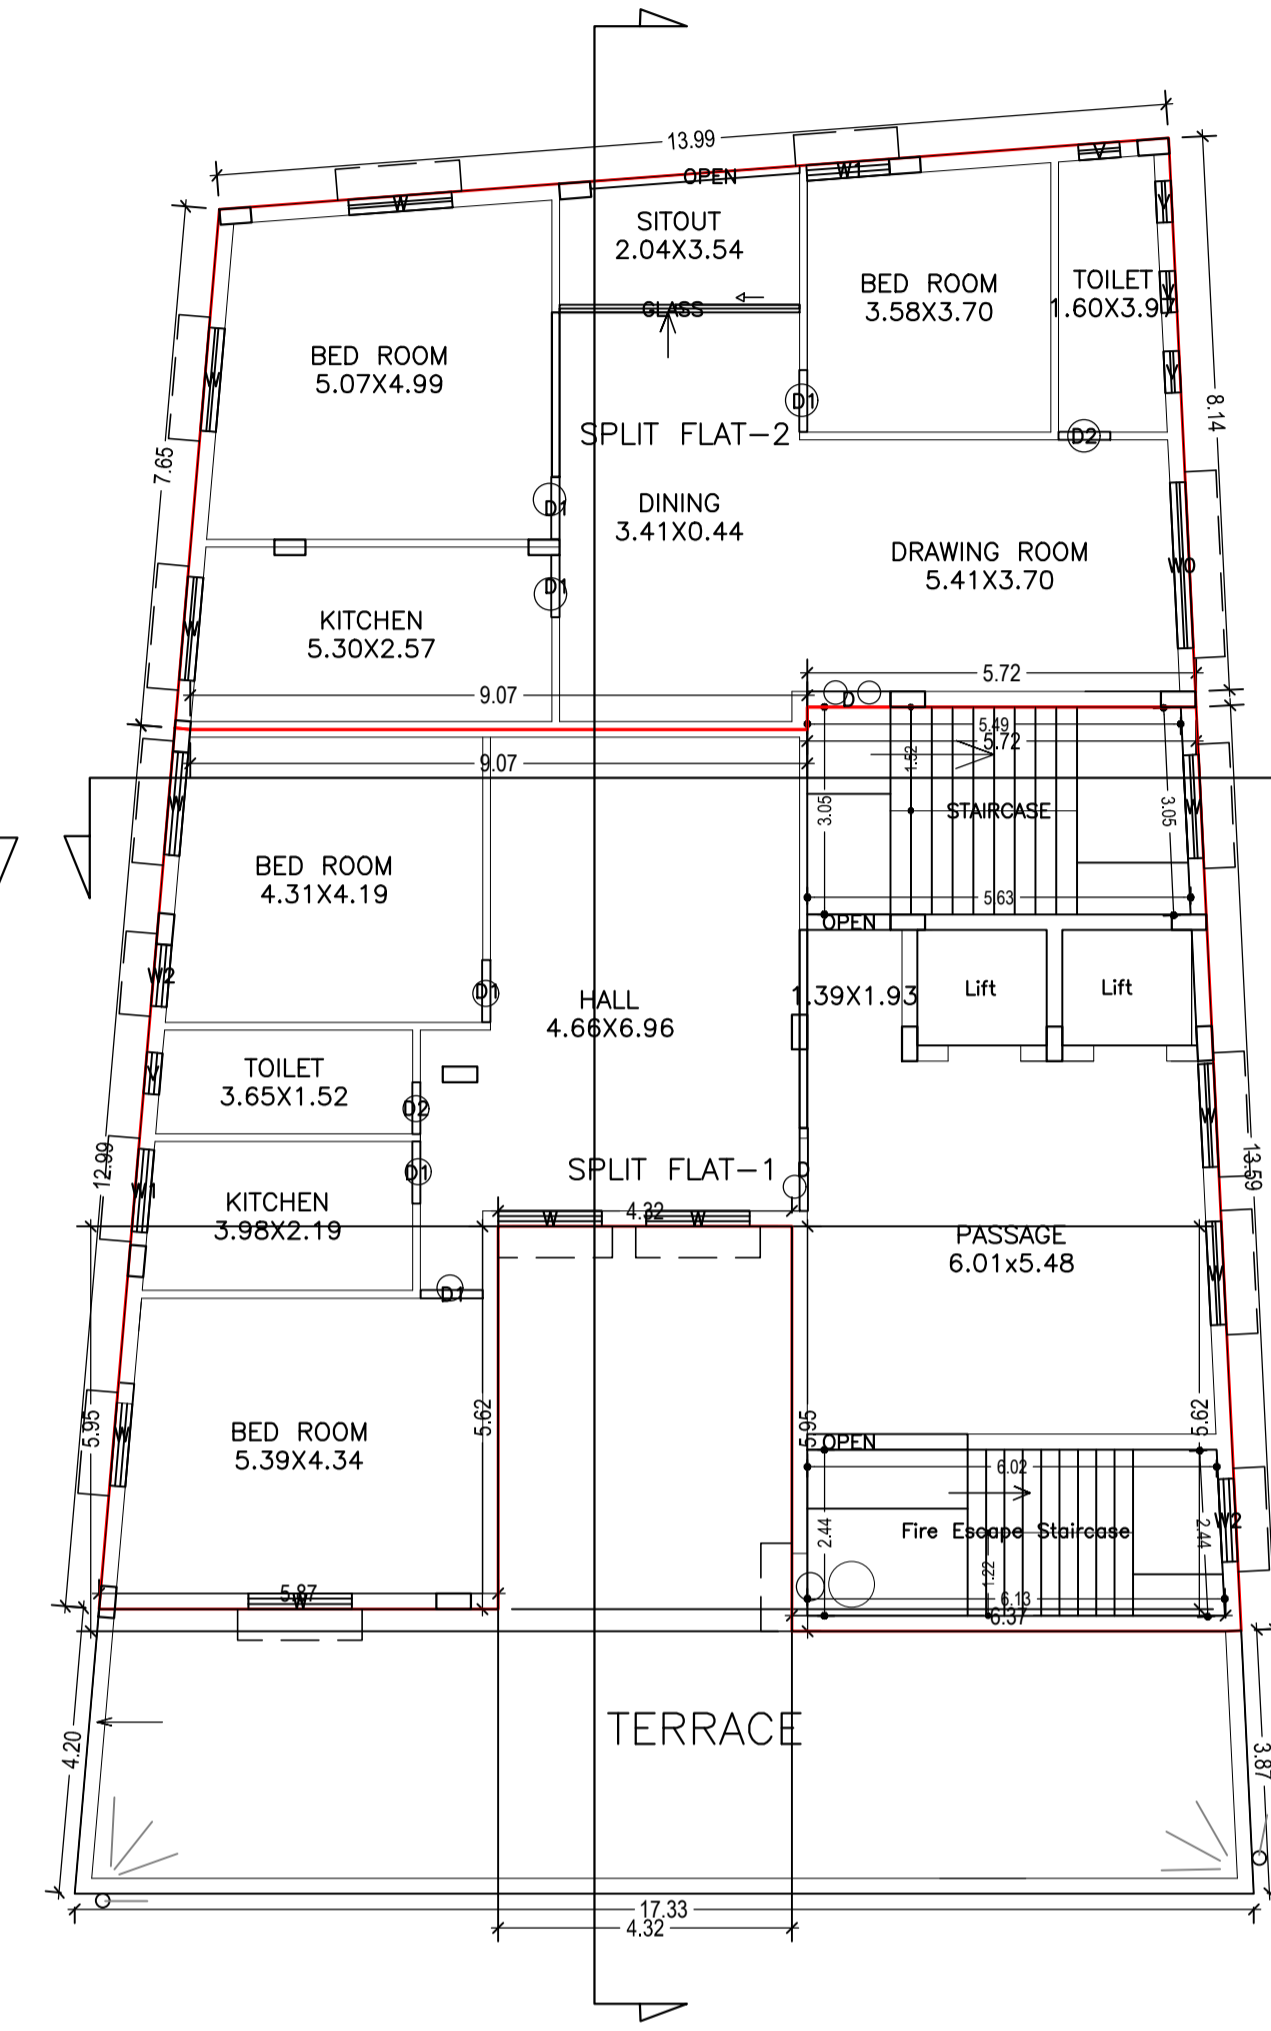 13.99
OPEN
W
W1
V
SITOUT
2.04X3.54
V
BED ROOM
3.58X3.70
TOILET
1.60X3.97
V
GLASS
BED ROOM
5.07X4.99
W
V
D1
8.14
SPLIT FLAT-2
D2
7.65
D1
DINING
3.41X0.44
DRAWING ROOM
5.41X3.70
W0
D1
KITCHEN
5.30X2.57
W
9.07
5.72
D
5.49
5.72
9.07
1.52
W
3.05
STAIRCASE
3.05
W
BED ROOM
4.31X4.19
5.63
OPEN
W2
D1
HALL
4.66X6.96
1.39X1.93
Lift
Lift
V
TOILET
3.65X1.52
D2
W
12.99
SPLIT FLAT-1
D
13.59
D1
W1
KITCHEN
3.98X2.19
4.32
W
W
PASSAGE
6.01x5.48
W
D1
5.95
W
BED ROOM
5.39X4.34
5.62
5.95
OPEN
5.62
6.02
2.44
Fire Escape Staircase
2.44
W2
1.22
5.87
W
6.13
6.37
TERRACE
4.20
3.87
17.33
4.32